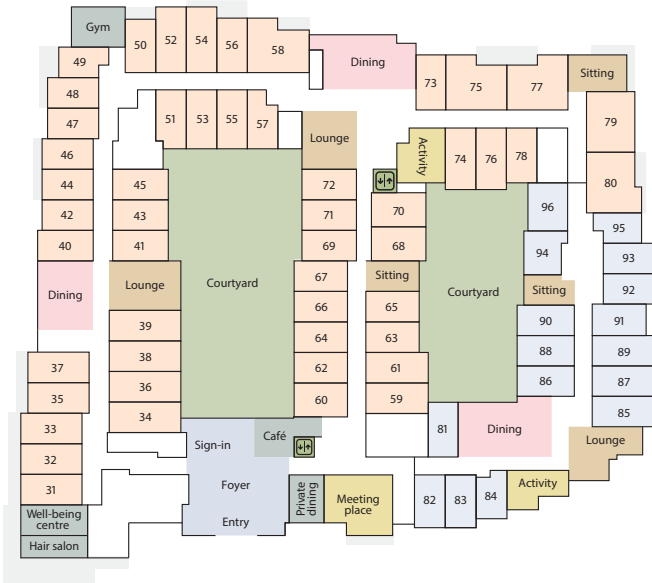 Gym
50
52
54
56
58
49
Dining
Sitting
73
75
77
48
47
51
53
55
57
Lounge
79
46
Activity
74
76
78
44
45
72
80
42
43
71
70
96
40
41
69
68
94
95
93
Dining
Lounge
Courtyard
67
Sitting
Courtyard
Sitting
92
39
66
65
90
91
38
64
63
88
89
37
36
62
61
86
87
35
34
60
59
85
33
Sign-in
Café
81
Dining
Lounge
32
31
Foyer
Private
dining
Meeting
place
82
83
84
Activity
Well-being
centre
Entry
Hair salon